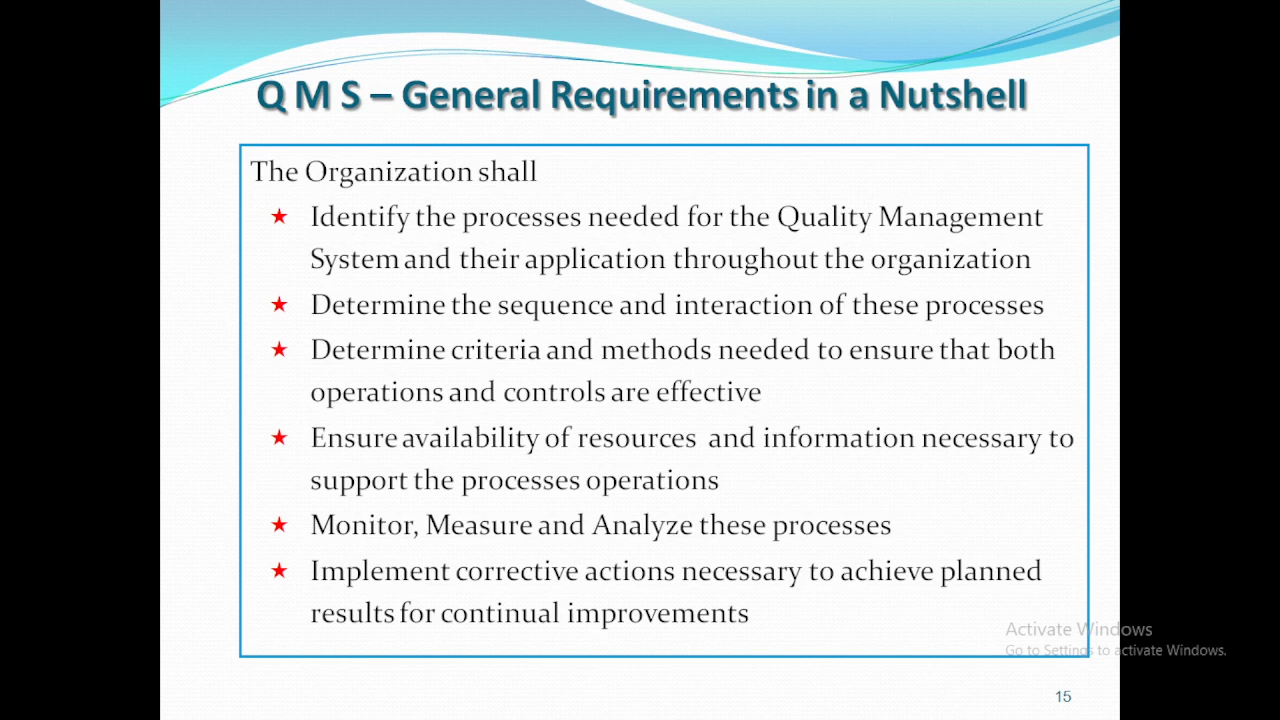 Q M S – General Requirements in a Nutshell
The Organization shall
★ Identify the processes needed for the Quality Management
System and their application throughout the organization
★ Determine the sequence and interaction of these processes
★ Determine criteria and methods needed to ensure that both
operations and controls are effective
★ Ensure availability of resources and information necessary to
support the processes operations
★ Monitor, Measure and Analyze these processes
★ Implement corrective actions necessary to achieve planned
results for continual improvements
Activate Windows
Go to Settings to activate Windows.
15